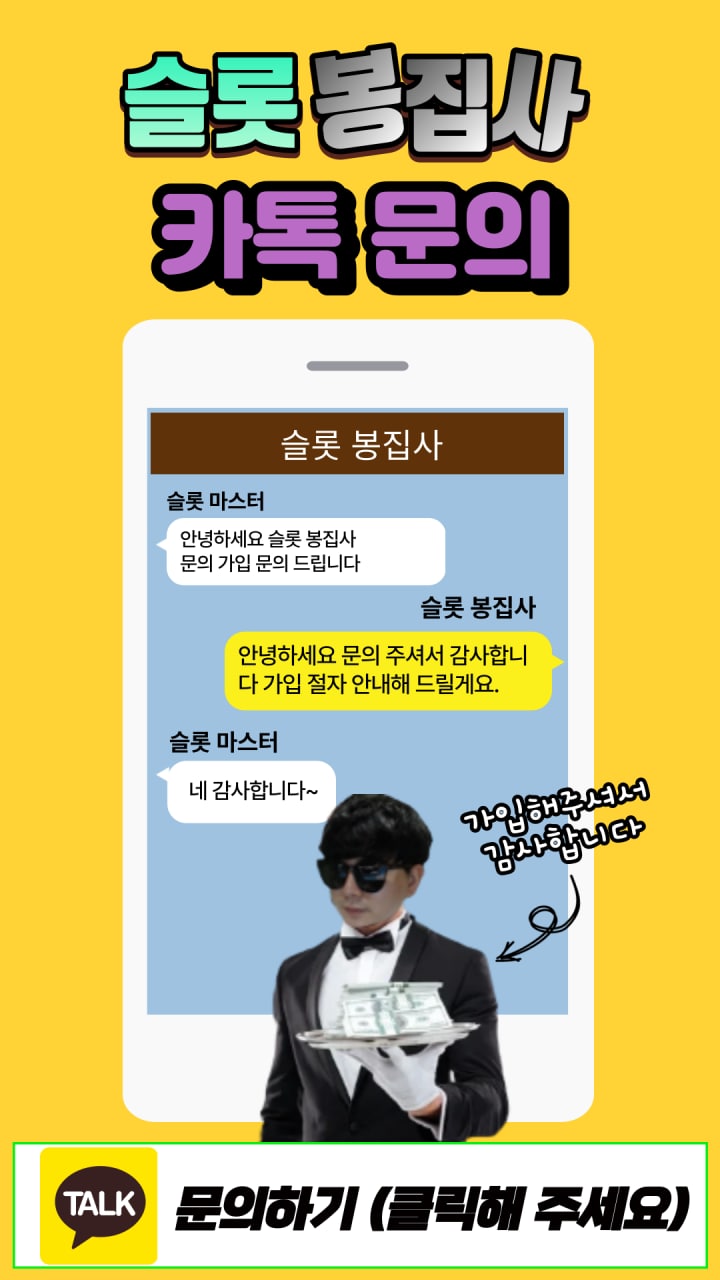 슬롯 봉집사
카톡 문의
슬롯 봉집사
슬롯 마스터
안녕하세요 슬롯 봉집사
문의 가입 문의 드립니다
슬롯 봉집사
안녕하세요 문의 주셔서 감사합니
다 가입 절자 안내해 드릴게요.
슬롯 마스터
네 감사합니다~
가입해주셔서
감사합니다
TALK
문의하기 (클릭해 주세요)